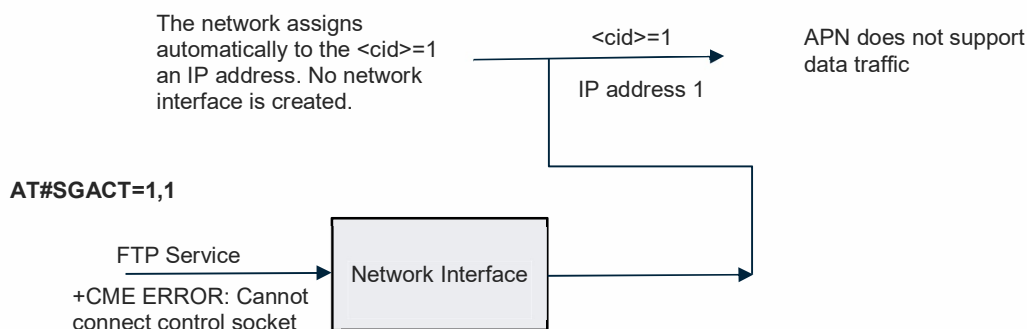 The network assigns
automatically to the <cid>=1
an IP address. No network
interface is created.
<cid>=1
IP address 1
APN does not support
data traffic
AT#SGACT=1,1
FTP Service
+CME ERROR: Cannot
connect control socket
Network Interface